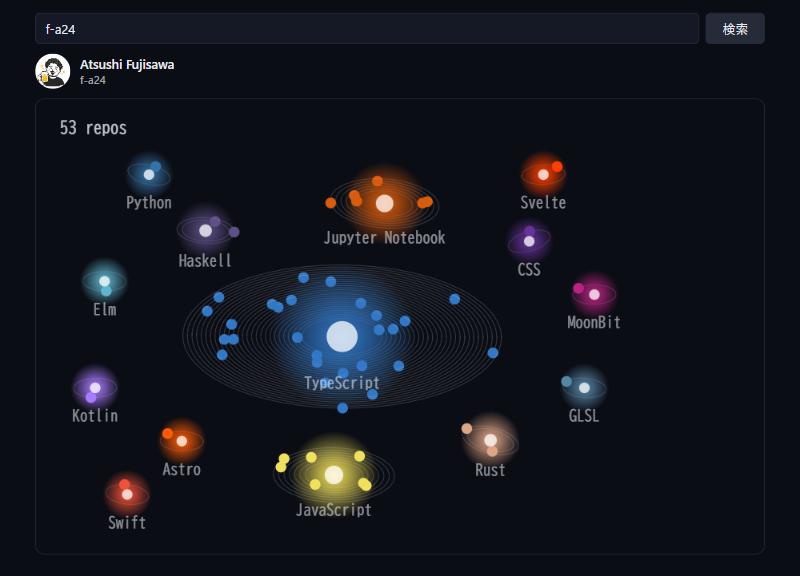 f-a24
検索
Atsushi Fujisawa
f-a24
53 repos
Python
Jupyter Notebook
Svelte
Haskell
CSS
Elm
MoonBit
TypeScript
Kotlin
GLSL
Astro
Rust
JavaScript
Swift